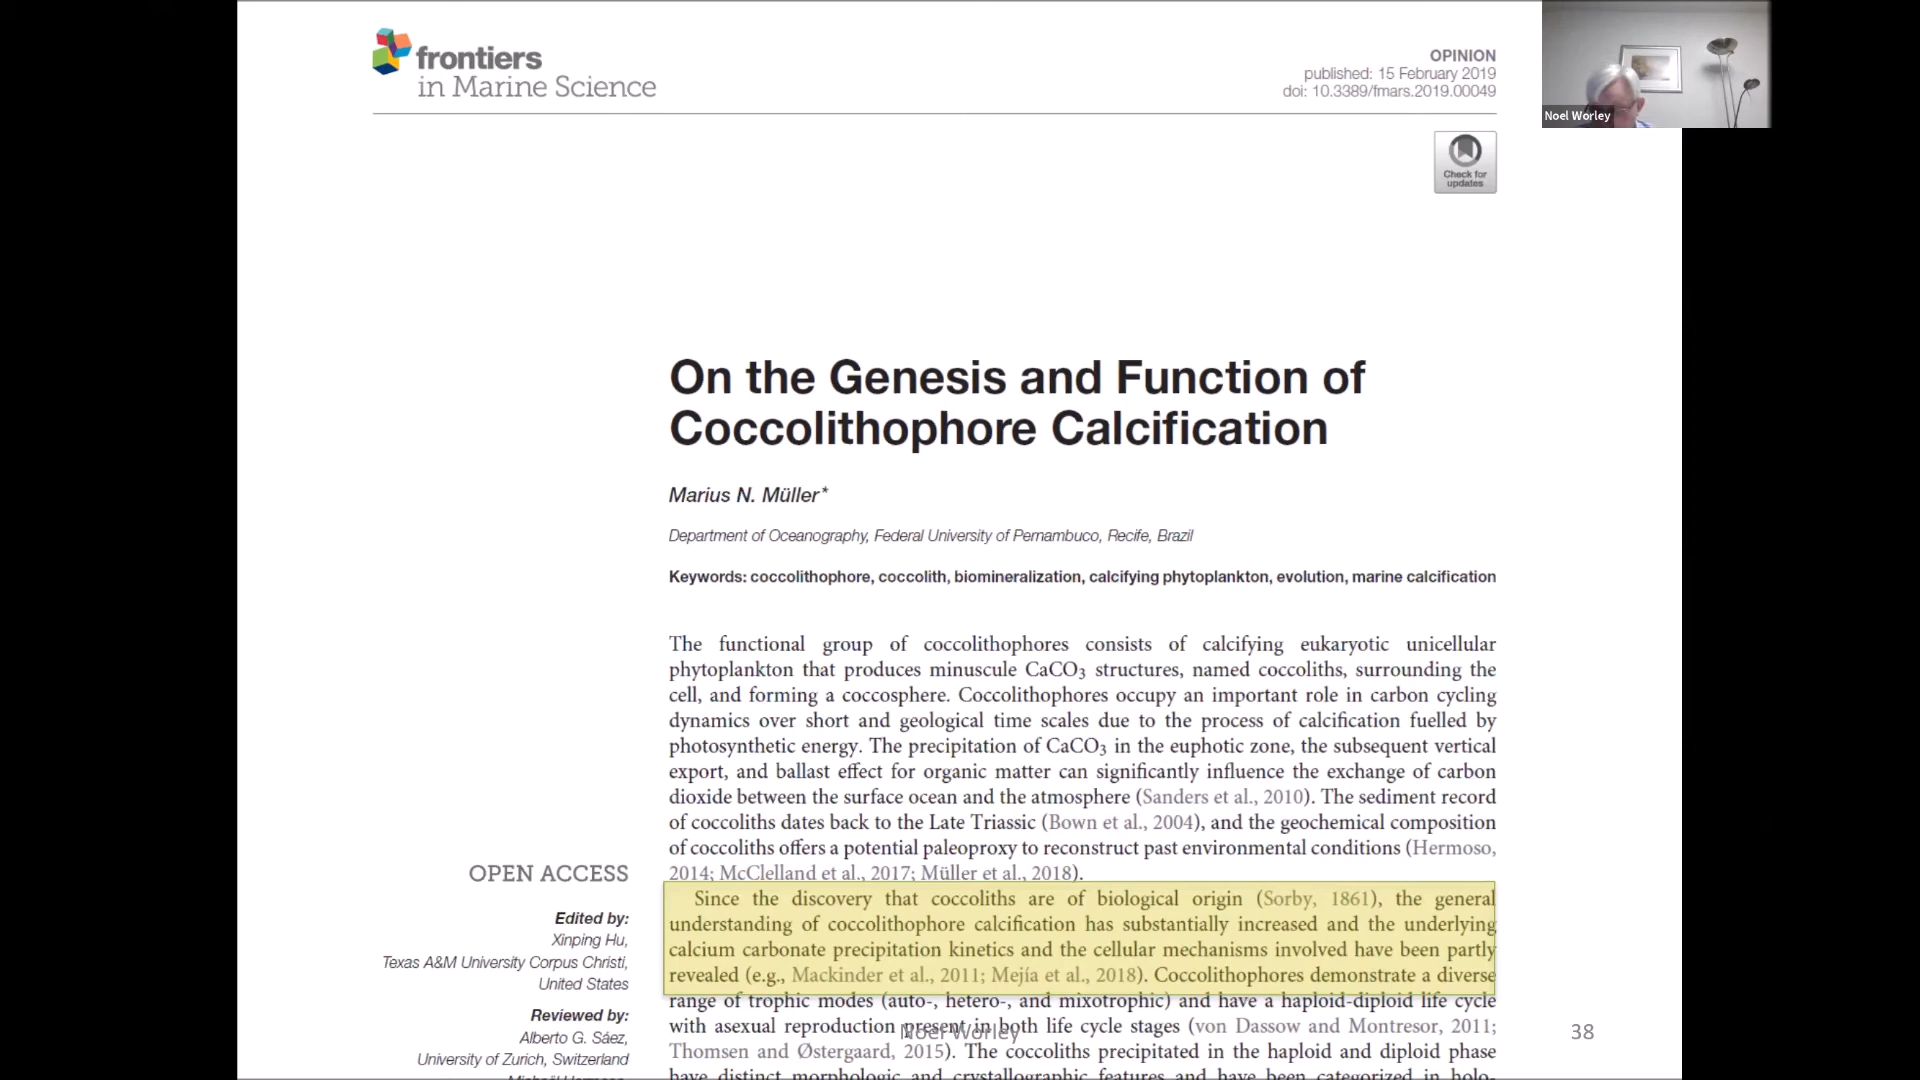 frontiers
in Marine Science
OPINION
published: 15 February 2019
doi: 10.3389/fmars.2019.00049
Noel Worley
Check for
updates
On the Genesis and Function of
Coccolithophore Calcification
Marius N. Müller*
Department of Oceanography, Federal University of Pernambuco, Recife, Brazil
Keywords: coccolithophore, coccolith, biomineralization, calcifying phytoplankton, evolution, marine calcification
The functional group of coccolithophores consists of calcifying eukaryotic unicellular
phytoplankton that produces minuscule CaCO3 structures, named coccoliths, surrounding the
cell, and forming a coccosphere. Coccolithophores occupy an important role in carbon cycling
dynamics over short and geological time scales due to the process of calcification fuelled by
photosynthetic energy. The precipitation of CaCO3 in the euphotic zone, the subsequent vertical
export, and ballast effect for organic matter can significantly influence the exchange of carbon
dioxide between the surface ocean and the atmosphere (Sanders et al., 2010). The sediment record
of coccoliths dates back to the Late Triassic (Bown et al., 2004), and the geochemical composition
of coccoliths offers a potential paleoproxy to reconstruct past environmental conditions (Hermoso,
2014; McClelland et al., 2017; Müller et al., 2018).
Since the discovery that coccoliths are of biological origin (Sorby, 1861), the general
understanding of coccolithophore calcification has substantially increased and the underlying
calcium carbonate precipitation kinetics and the cellular mechanisms involved have been partly
revealed (e.g., Mackinder et al., 2011; Mejía et al., 2018). Coccolithophores demonstrate a diverse
range of trophic modes (auto-, hetero-, and mixotrophic) and have a haploid-diploid life cycle
with asexual reproduction present in both life cycle stages (von Dassow and Montresor, 2011;
Thomsen and Østergaard, 2015). The coccoliths precipitated in the haploid and diploid phase
have distinct morphologic and crystallographic features and have been categorized in holo-
OPEN ACCESS
Edited by:
Xinping Hu,
Texas A&M University Corpus Christi,
United States
Reviewed by:
Alberto G. Sáez,
University of Zurich, Switzerland
Noel Worley
38